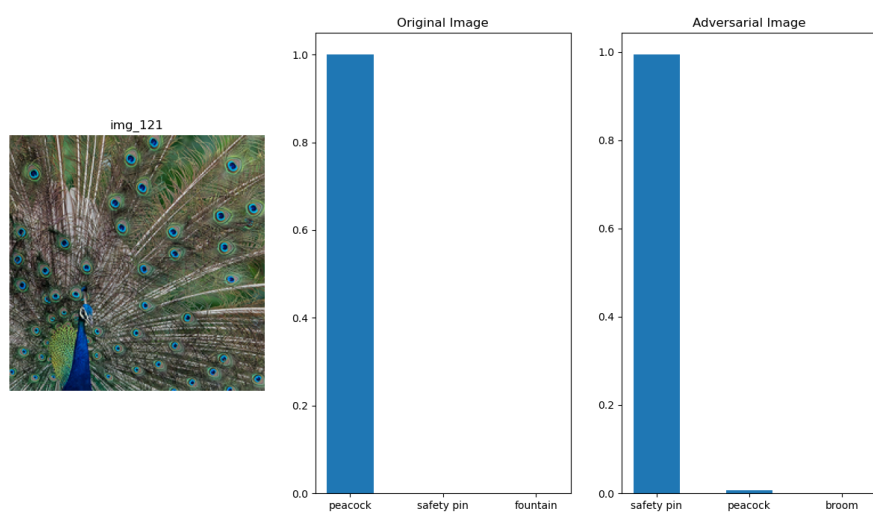 img_121
Original Image
1.0
0.8
0.6
0.4
0.2
0.0
peacock safety pin fountain
Adversarial Image
1.0
0.8
0.6
0.4
0.2
0.0
safety pin peacock broom